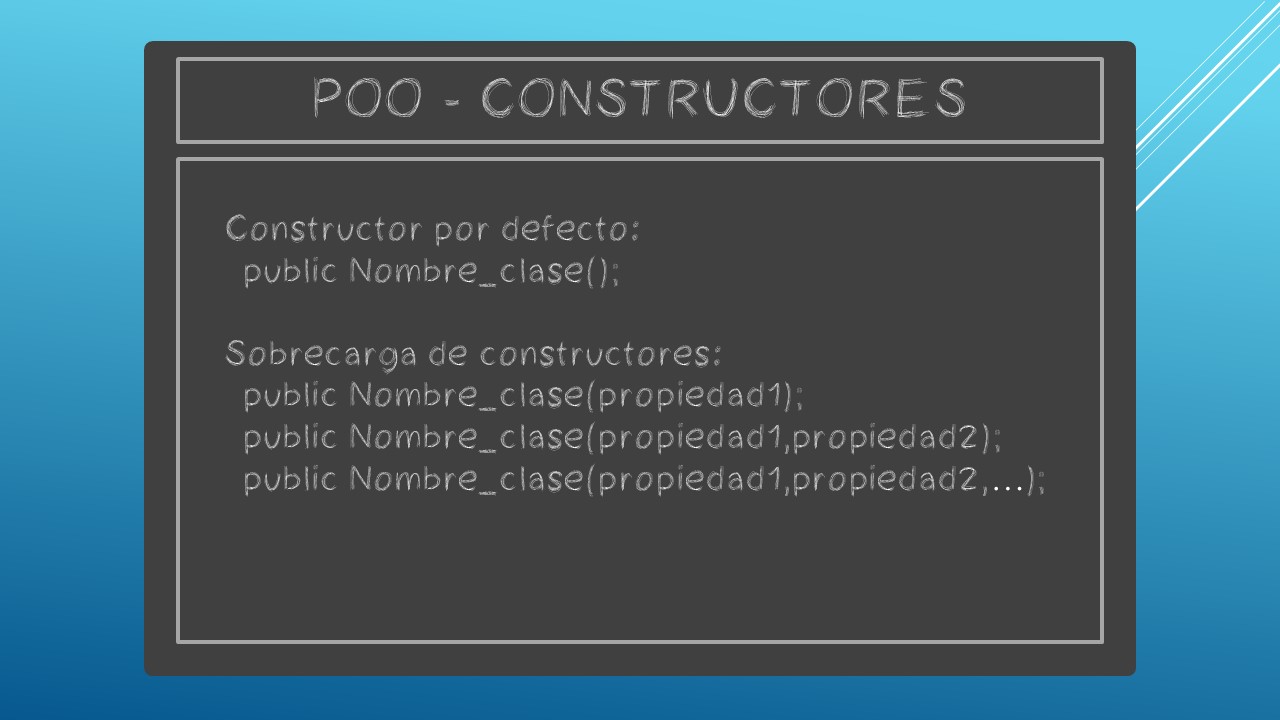 POO - CONSTRUCTORES
Constructor por defecto:
public Nombre_clase();
Sobrecarga de constructores:
public Nombre_clase(propiedad1);
public Nombre_clase(propiedad1,propiedad2);
public Nombre_clase(propiedad1,propiedad2,...);